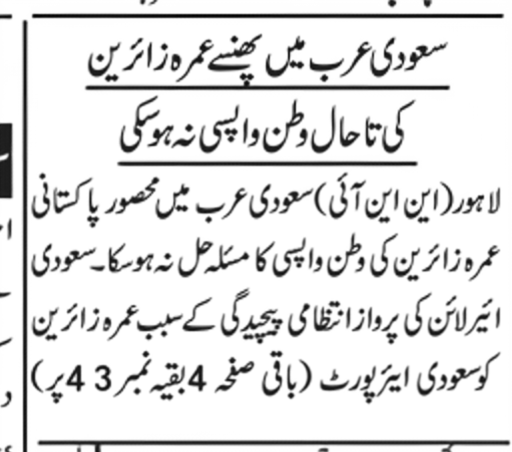 سعودی عرب میں پھنسے عمرہ زائرین
کی تاحال وطن واپسی نہ ہوسکی
لاہور(این این آئی)سعودی عرب میں محصور پاکستانی
عمرہ زائرین کی وطن واپسی کا مسئلہ حل نہ ہوسکا۔سعودی
ائیرلائن کی پرواز انتظامی پیچیدگی کے سبب عمرہ زائرین
کو سعودی ایئرپورٹ (باقی صفحہ 4 بقیہ نمبر 43 پر)